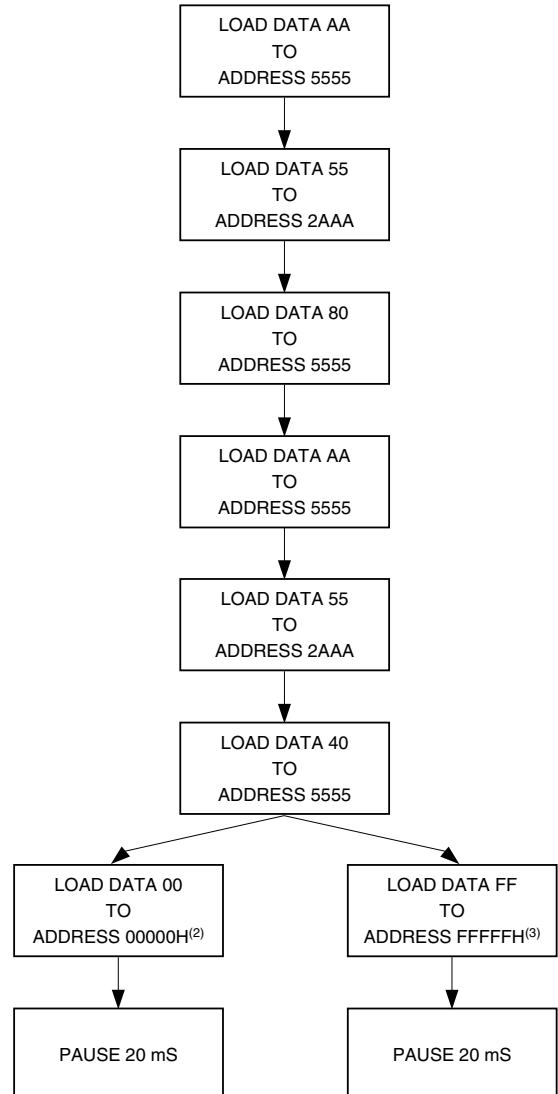 LOAD DATA AA
TO
ADDRESS 5555
LOAD DATA 55
TO
ADDRESS 2AAA
LOAD DATA 80
TO
ADDRESS 5555
LOAD DATA AA
TO
ADDRESS 5555
LOAD DATA 55
TO
ADDRESS 2AAA
LOAD DATA 40
TO
ADDRESS 5555
LOAD DATA 00
TO
ADDRESS 00000H(2)
PAUSE 20 mS
LOAD DATA FF
TO
ADDRESS FFFFFH(3)
PAUSE 20 mS